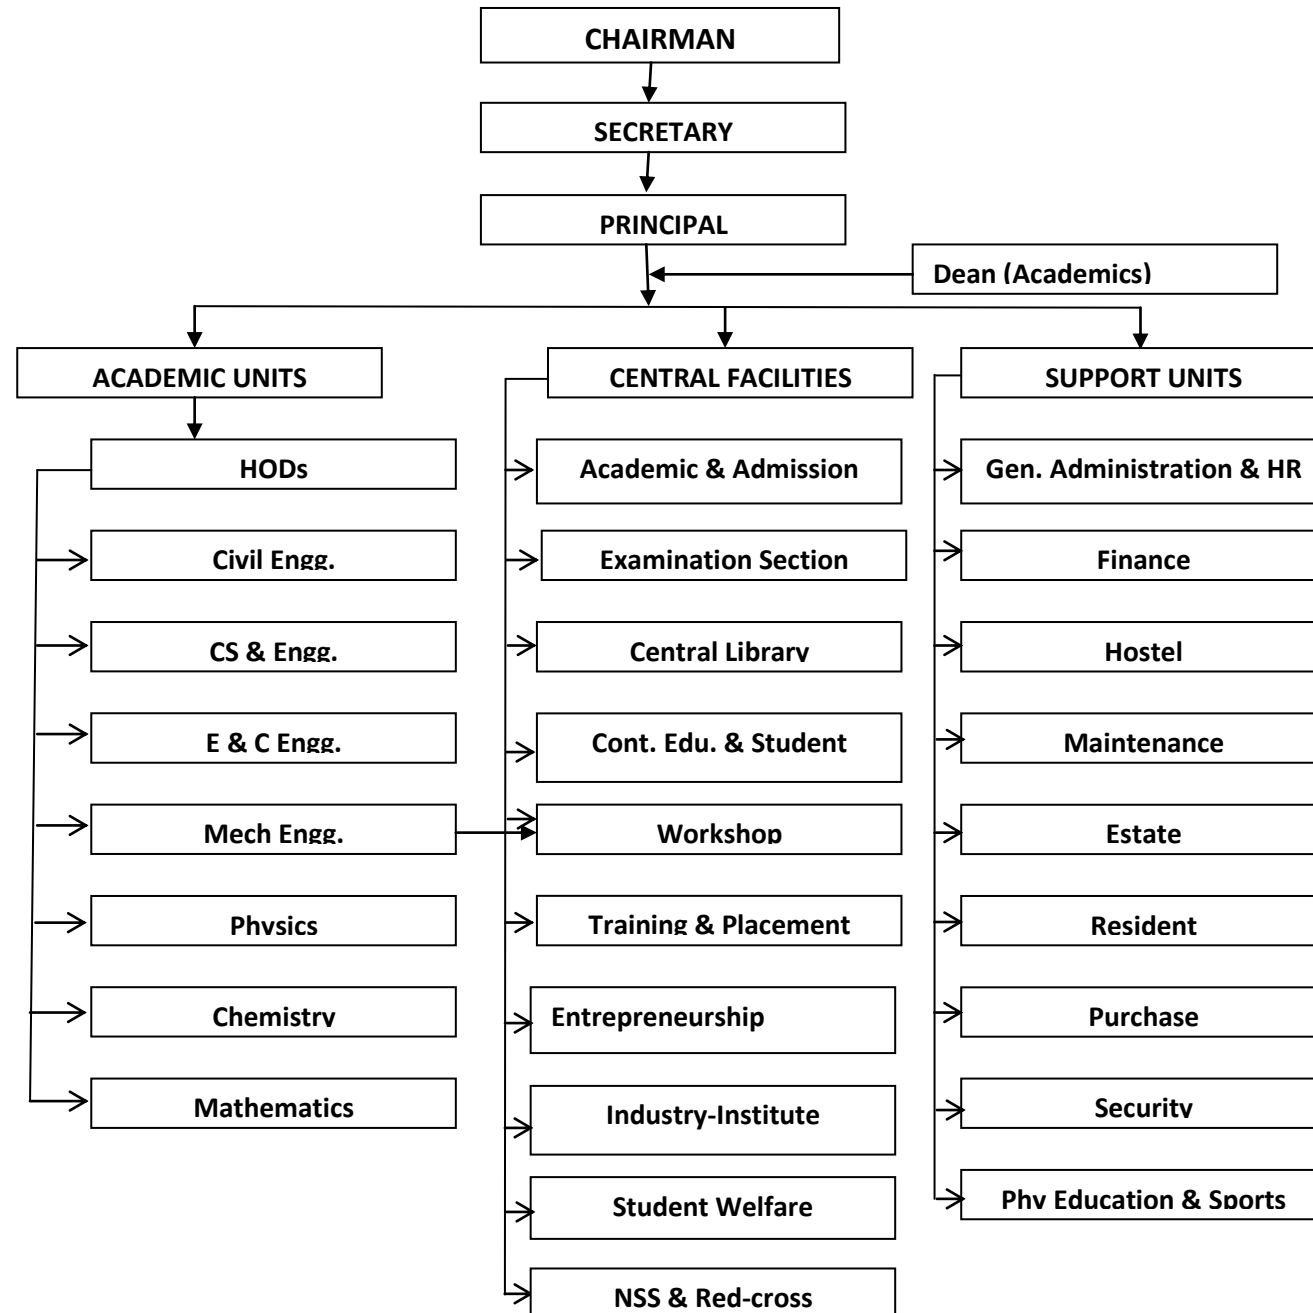 CHAIRMAN
SECRETARY
PRINCIPAL
Dean (Academics)
ACADEMIC UNITS
CENTRAL FACILITIES
SUPPORT UNITS
HODs
Academic & Admission
Gen. Administration & HR
Civil Engg.
Examination Section
Finance
CS & Engg.
Central Library
Hostel
E & C Engg.
Cont. Edu. & Student
Maintenance
Mech Engg.
Workshop
Estate
Physics
Training & Placement
Resident
Chemistry
Entrepreneurship
Purchase
Mathematics
Industry-Institute
Security
Student Welfare
Phy Education & Sports
NSS & Red-cross